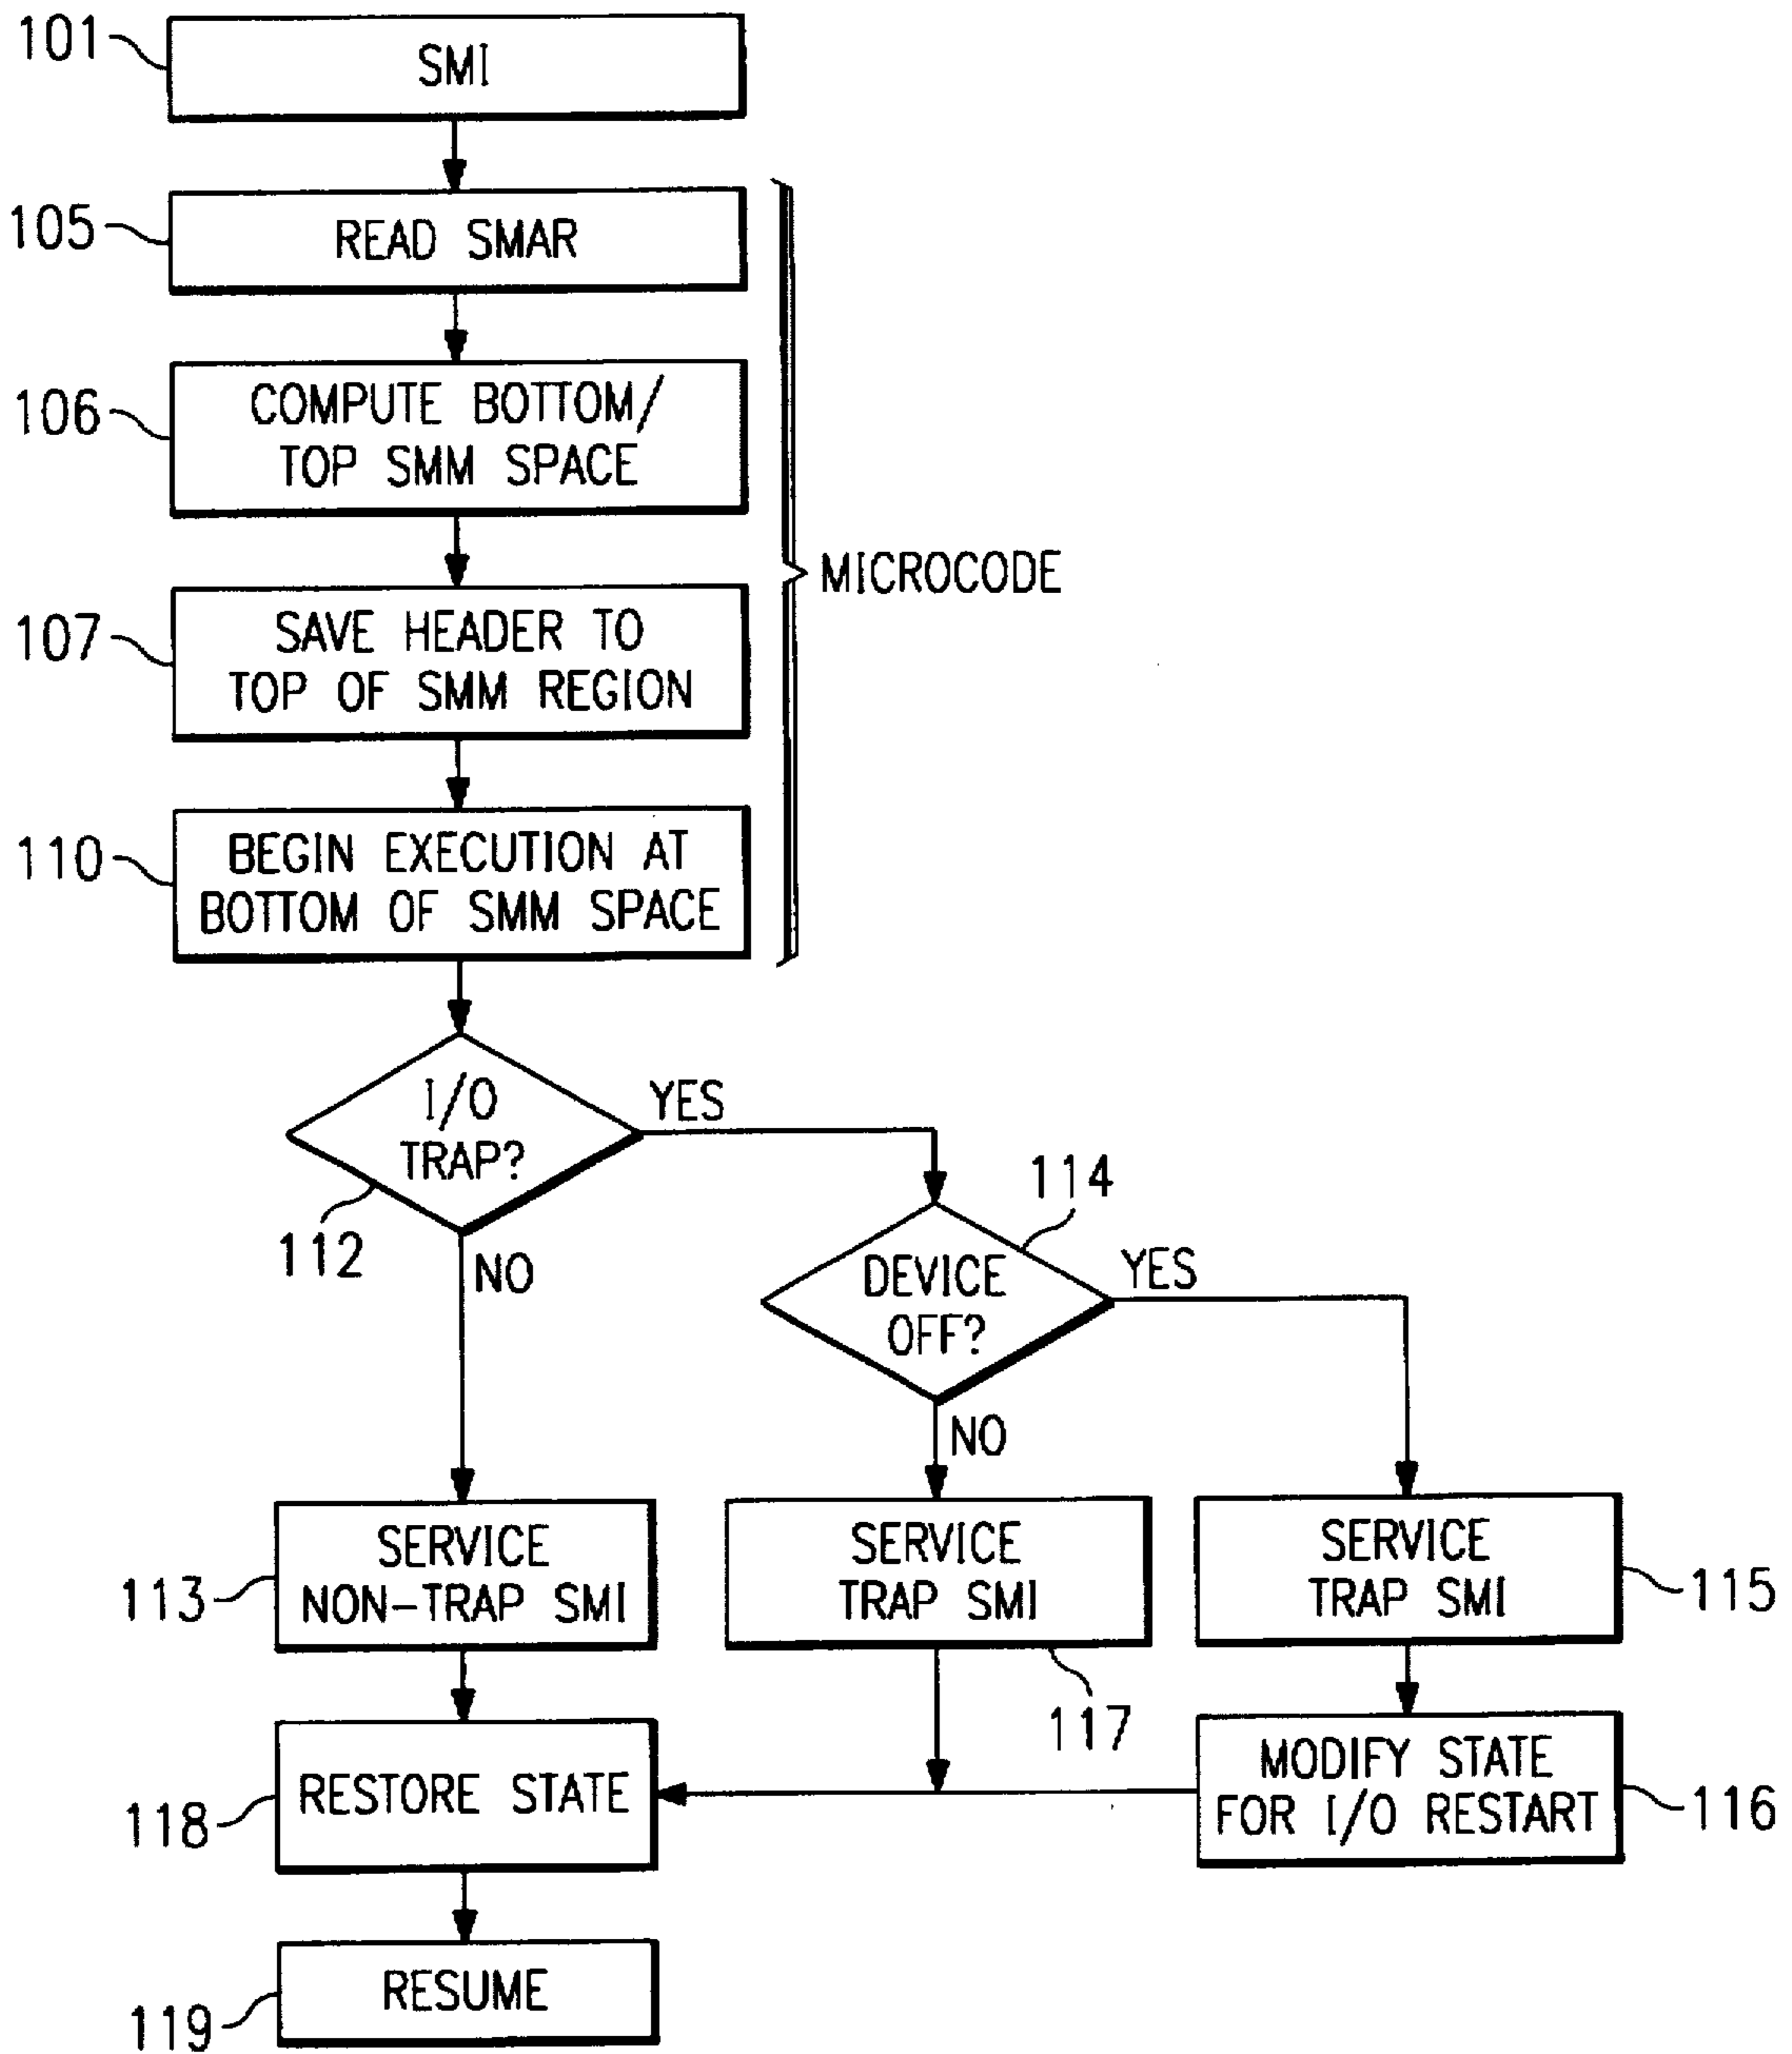 101
SMI
105
READ SMAR
106
COMPUTE BOTTOM/
TOP SMM SPACE
MICROCODE
107
SAVE HEADER TO
TOP OF SMM REGION
110
BEGIN EXECUTION AT
BOTTOM OF SMM SPACE
I/O
TRAP?
YES
112
NO
114
DEVICE
OFF?
YES
NO
113
SERVICE
NON-TRAP SMI
SERVICE
TRAP SMI
117
SERVICE
TRAP SMI
115
118
RESTORE STATE
MODIFY STATE
FOR I/O RESTART
116
119
RESUME